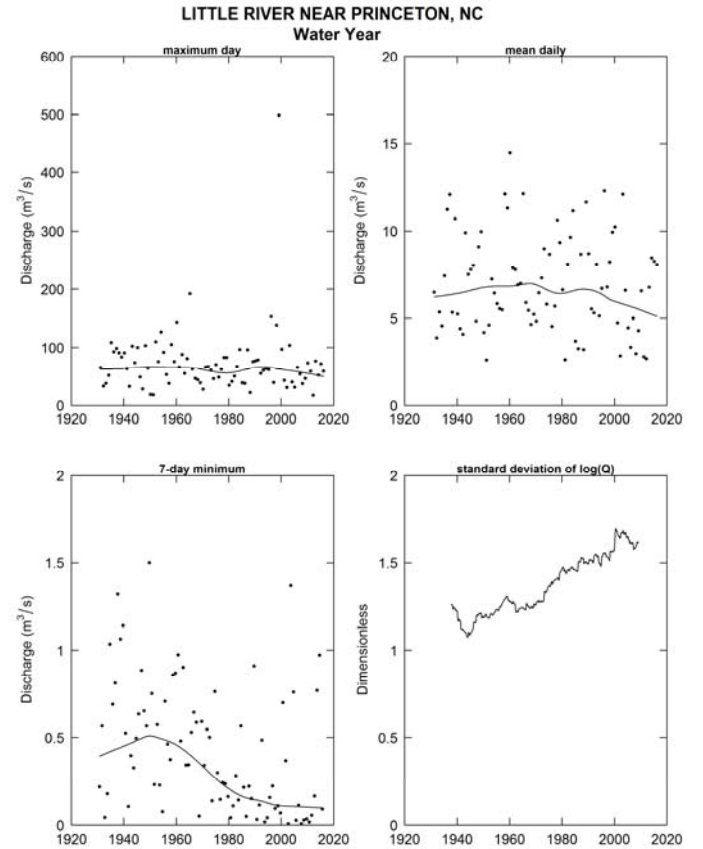 LITTLE RIVER NEAR PRINCETON, NC
Water Year
maximum day
600
500
400
300
200
100
0
Discharge (m³/s)
1920 1940 1960 1980 2000 2020
mean daily
20
15
10
5
0
Discharge (m³/s)
1920 1940 1960 1980 2000 2020
7-day minimum
2
1.5
1
0.5
0
Discharge (m³/s)
1920 1940 1960 1980 2000 2020
standard deviation of log(Q)
2
1.5
1
0.5
0
Dimensionless
1920 1940 1960 1980 2000 2020